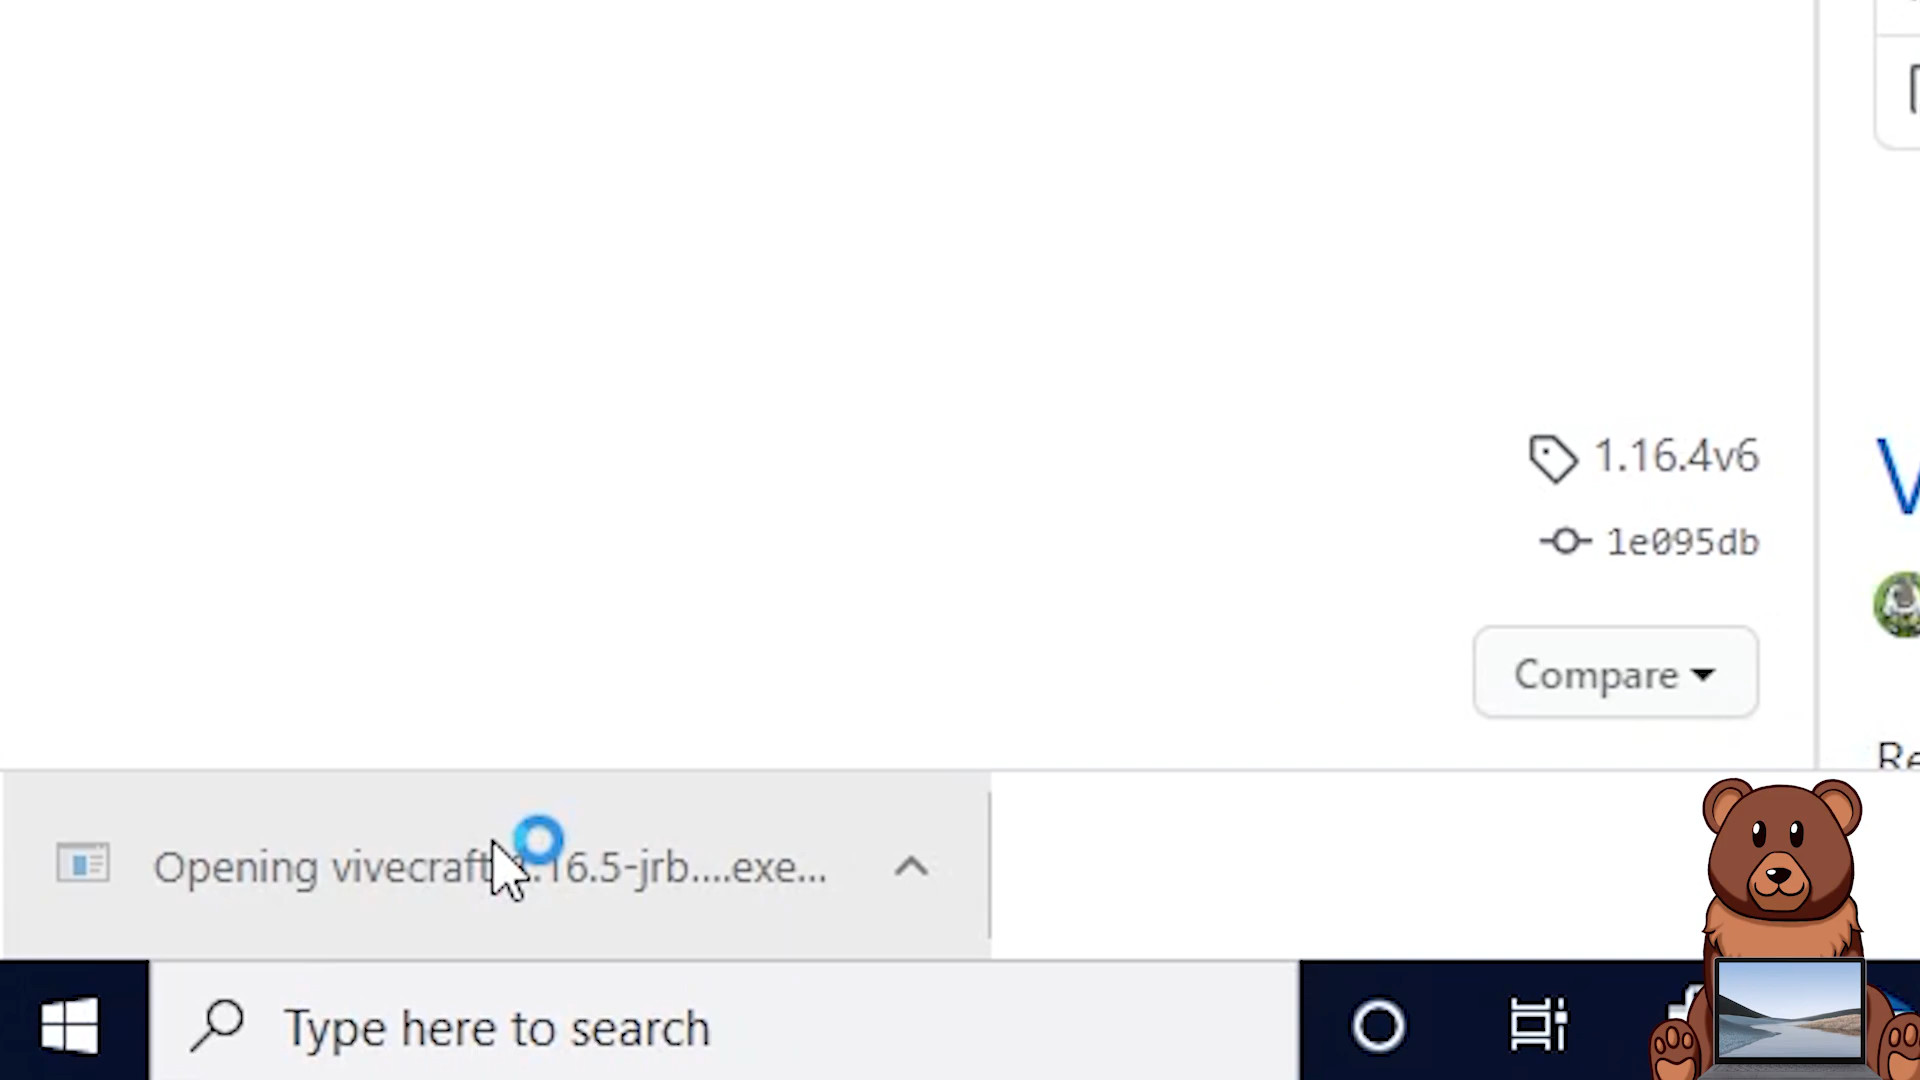 1.16.4v6
1e095db
Compare
Opening vivecraft 16.5-jrb....exe...
Type here to search